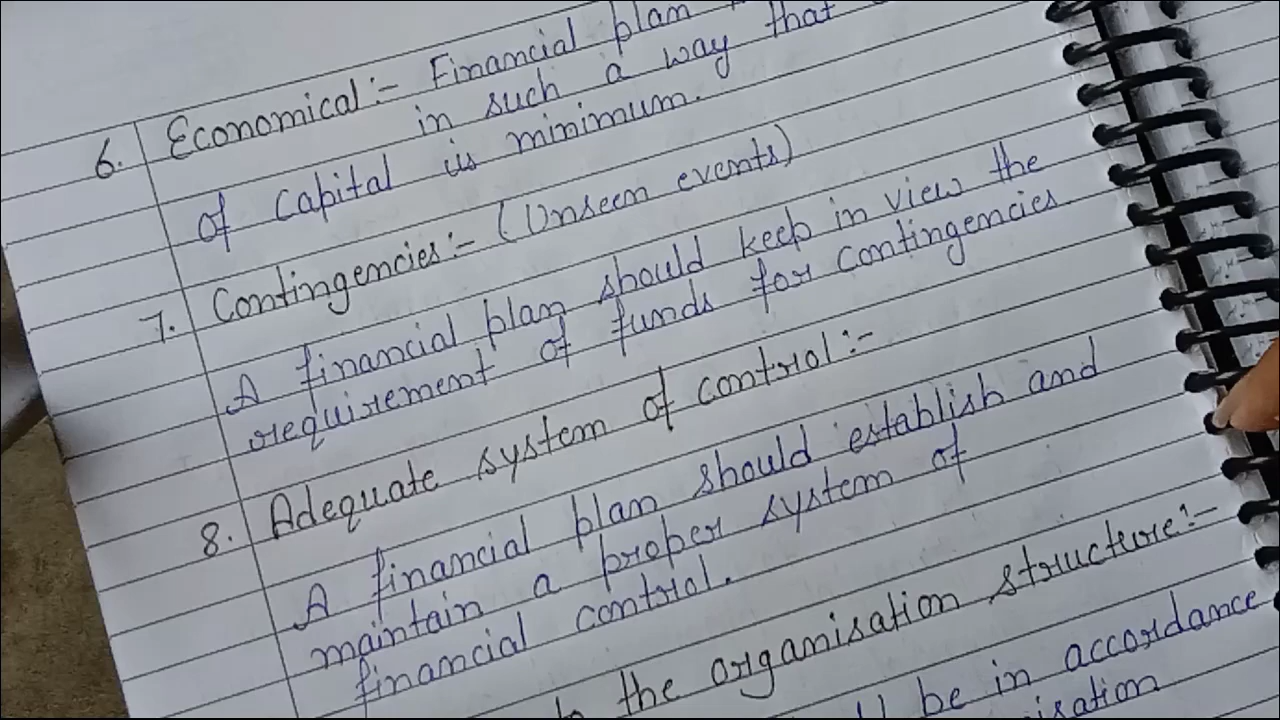 6. Economical:- Financial plan
in such a way that
of capital is minimum.
7. Contingencies:- (Unseen events)
A financial plan should keep in view the
requirement of funds for contingencies
8. Adequate system of control:-
A financial plan should establish and
maintain a proper system of
financial control.
the organisation structure:-
be in accordance